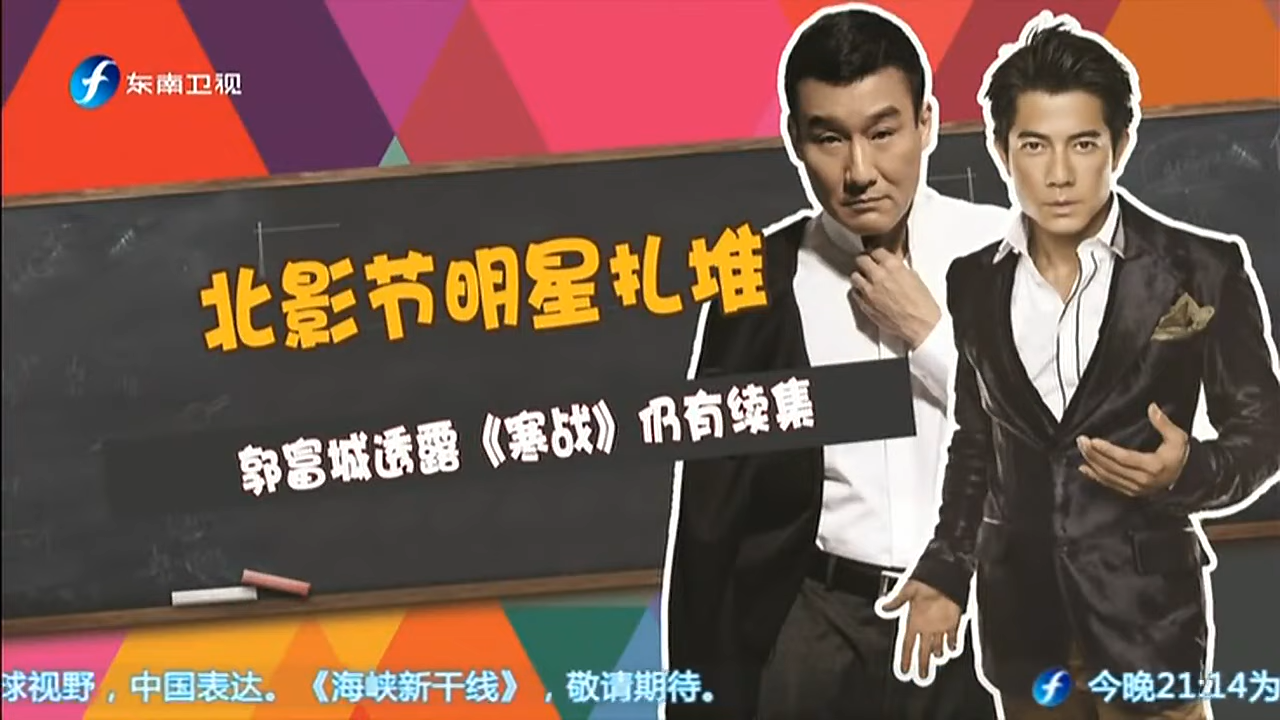 东南卫视
北影节明星扎堆
郭富城透露《寒战》仍有续集
球视野，中国表达。《海峡新干线》，敬请期待。
今晚21:14为